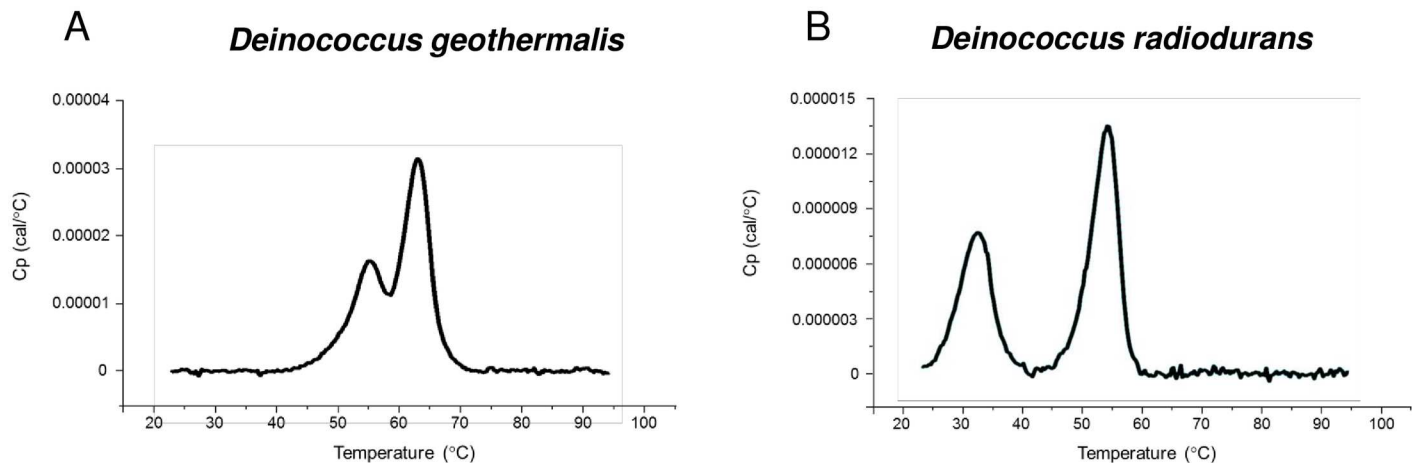 A
Deinococcus geothermalis
0.00004
0.00003
0.00002
0.00001
0
Cp (cal/°C)
20 30 40 50 60 70 80 90 100
Temperature (°C)
B
Deinococcus radiodurans
0.000015
0.000012
0.000009
0.000006
0.000003
0
Cp (cal/°C)
20 30 40 50 60 70 80 90 100
Temperature (°C)